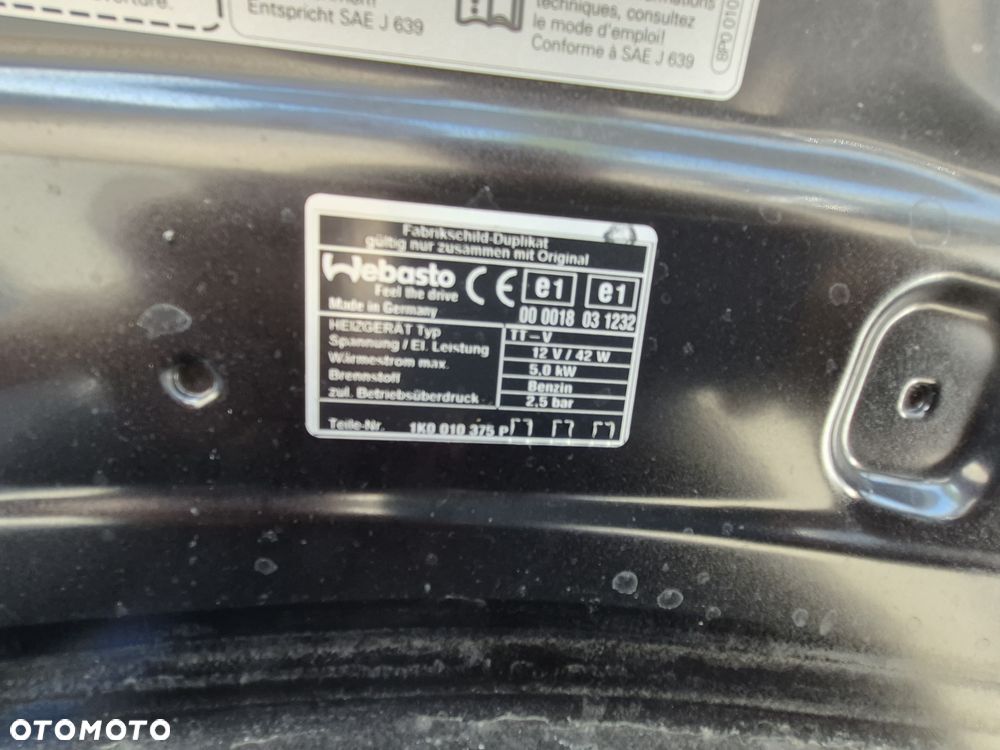 Entspricht SAE J 639
techniques, consultez
le mode d'emploi!
Conforme à SAE J 639
Fabrikschild-Duplikat
gültig nur zusammen mit Original
Webasto
Feel the drive
Made in Germany
CE e1 e1
00 0018 03 1232
HEIZGERÄT Typ TT-V
Spannung / El. Leistung 12 V / 42 W
Wärmestrom max. 5,0 kW
Brennstoff Benzin
zul. Betriebsüberdruck 2,5 bar
Teile-Nr. 1K0 010 375 P
OTOMOTO